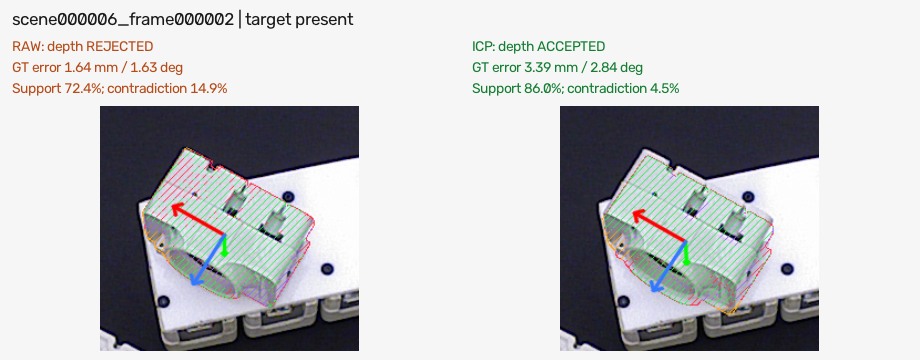 scene000006_frame000002 | target present
RAW: depth REJECTED
GT error 1.64 mm / 1.63 deg
Support 72.4%; contradiction 14.9%
ICP: depth ACCEPTED
GT error 3.39 mm / 2.84 deg
Support 86.0%; contradiction 4.5%